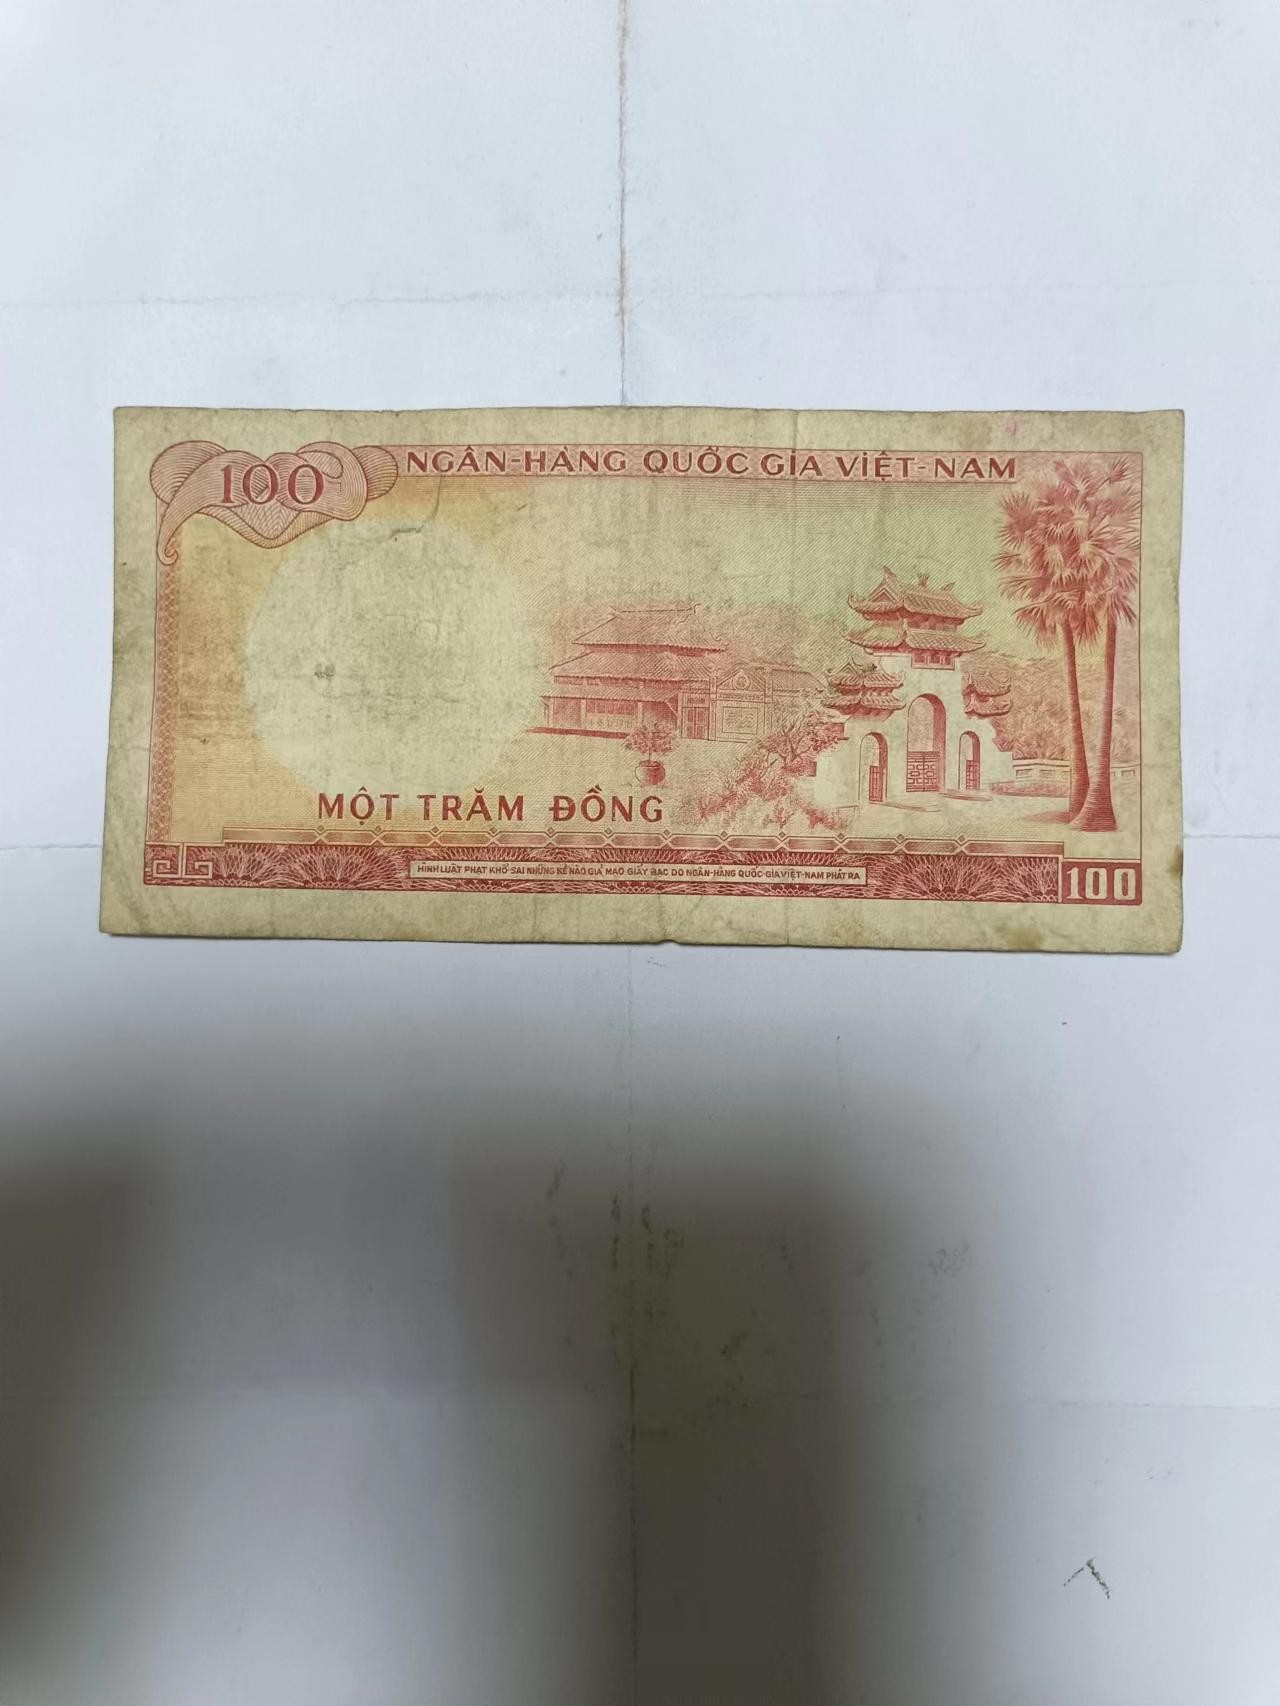 100
NGÂN-HÀNG QUỐC GIA VIỆT-NAM
MỘT TRĂM ĐỒNG
HÌNH LUẬT PHẠT KHỔ-SAI NHỮNG KẺ NÀO GIẢ MẠO GIẤY BẠC DO NGÂN-HÀNG QUỐC-GIA VIỆT-NAM PHÁT RA
100